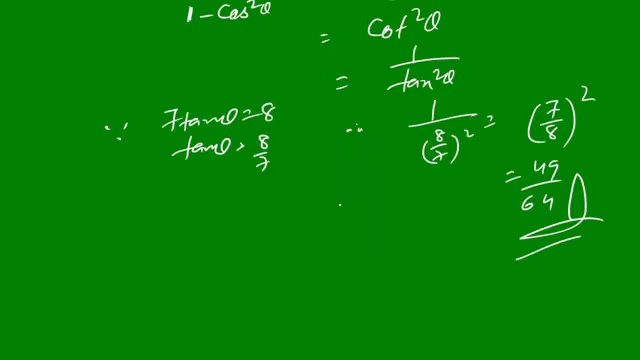 1 - Cos²θ
= Cot²θ
= 1/tan²θ
∵ 7tanθ = 8
tanθ = 8/7
∴ 1/(8/7)² = (7/8)²
= 49/64